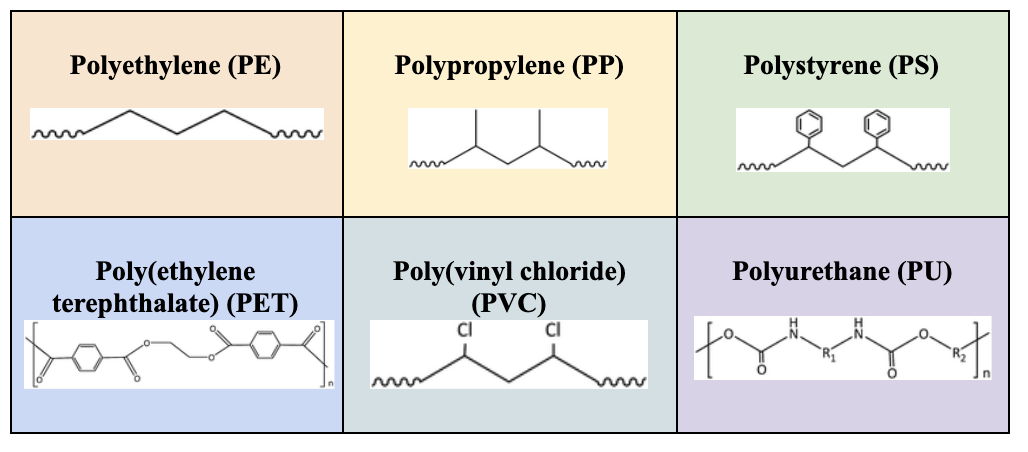 Polyethylene (PE)
Polypropylene (PP)
Polystyrene (PS)
Poly(ethylene
terephthalate) (PET)
O
O
O
O
O
O
n
Poly(vinyl chloride)
(PVC)
Cl
Cl
Polyurethane (PU)
O
O
H
N
R₁
H
N
O
O
R₂
n